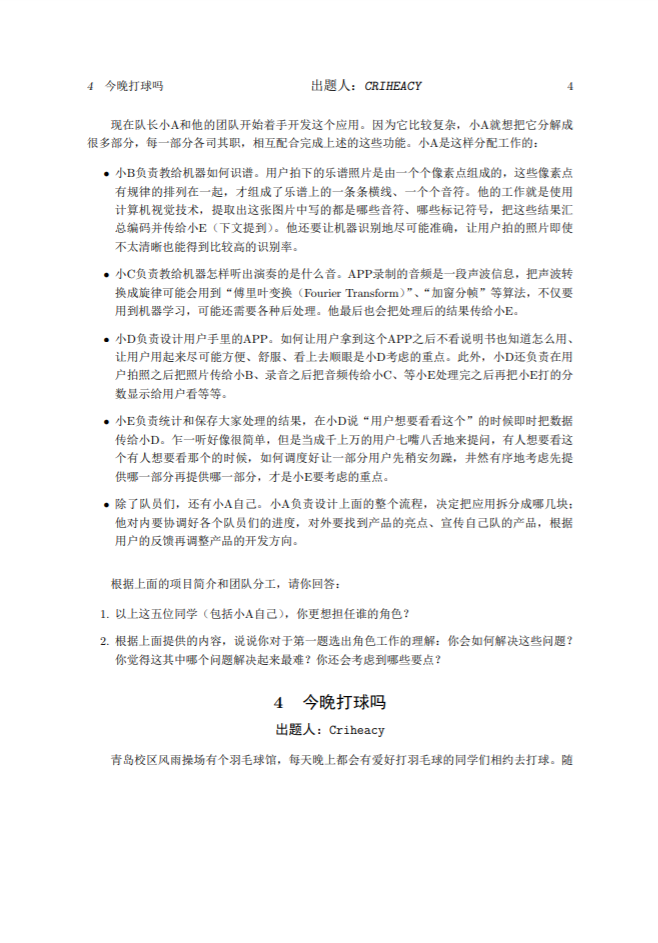 4 今晚打球吗 出题人：CRIHEACY 4
现在队长小A和他的团队开始着手开发这个应用。因为它比较复杂，小A就想把它分解成
很多部分，每一部分各司其职，相互配合完成上述的这些功能。小A是这样分配工作的：
• 小B负责教给机器如何识谱。用户拍下的乐谱照片是由一个个像素点组成的，这些像素点
有规律的排列在一起，才组成了乐谱上的一条条横线、一个个音符。他的工作就是使用
计算机视觉技术，提取出这张图片中写的都是哪些音符、哪些标记符号，把这些结果汇
总编码并传给小E（下文提到）。他还要让机器识别地尽可能准确，让用户拍的照片即使
不太清晰也能得到比较高的识别率。
• 小C负责教给机器怎样听出演奏的是什么音。APP录制的音频是一段声波信息，把声波转
换成旋律可能会用到“傅里叶变换（Fourier Transform）”、“加窗分帧”等算法，不仅要
用到机器学习，可能还需要各种后处理。他最后也会把处理后的结果传给小E。
• 小D负责设计用户手里的APP。如何让用户拿到这个APP之后不看说明书也知道怎么用、
让用户用起来尽可能方便、舒服、看上去顺眼是小D考虑的重点。此外，小D还负责在用
户拍照之后把照片传给小B、录音之后把音频传给小C、等小E处理完之后再把小E打的分
数显示给用户看等等。
• 小E负责统计和保存大家处理的结果，在小D说“用户想要看看这个”的时候即时把数据
传给小D。乍一听好像很简单，但是当成千上万的用户七嘴八舌地来提问，有人想要看这
个有人想要看那个的时候，如何调度好让一部分用户先稍安勿躁，井然有序地考虑先提
供哪一部分再提供哪一部分，才是小E要考虑的重点。
• 除了队员们，还有小A自己。小A负责设计上面的整个流程，决定把应用拆分成哪几块；
他对内要协调好各个队员们的进度，对外要找到产品的亮点、宣传自己队的产品，根据
用户的反馈再调整产品的开发方向。
根据上面的项目简介和团队分工，请你回答：
1. 以上这五位同学（包括小A自己），你更想担任谁的角色？
2. 根据上面提供的内容，说说你对于第一题选出角色工作的理解：你会如何解决这些问题？
你觉得这其中哪个问题解决起来最难？你还会考虑到哪些要点？
4 今晚打球吗
出题人：Criheacy
青岛校区风雨操场有个羽毛球馆，每天晚上都会有爱好打羽毛球的同学们相约去打球。随